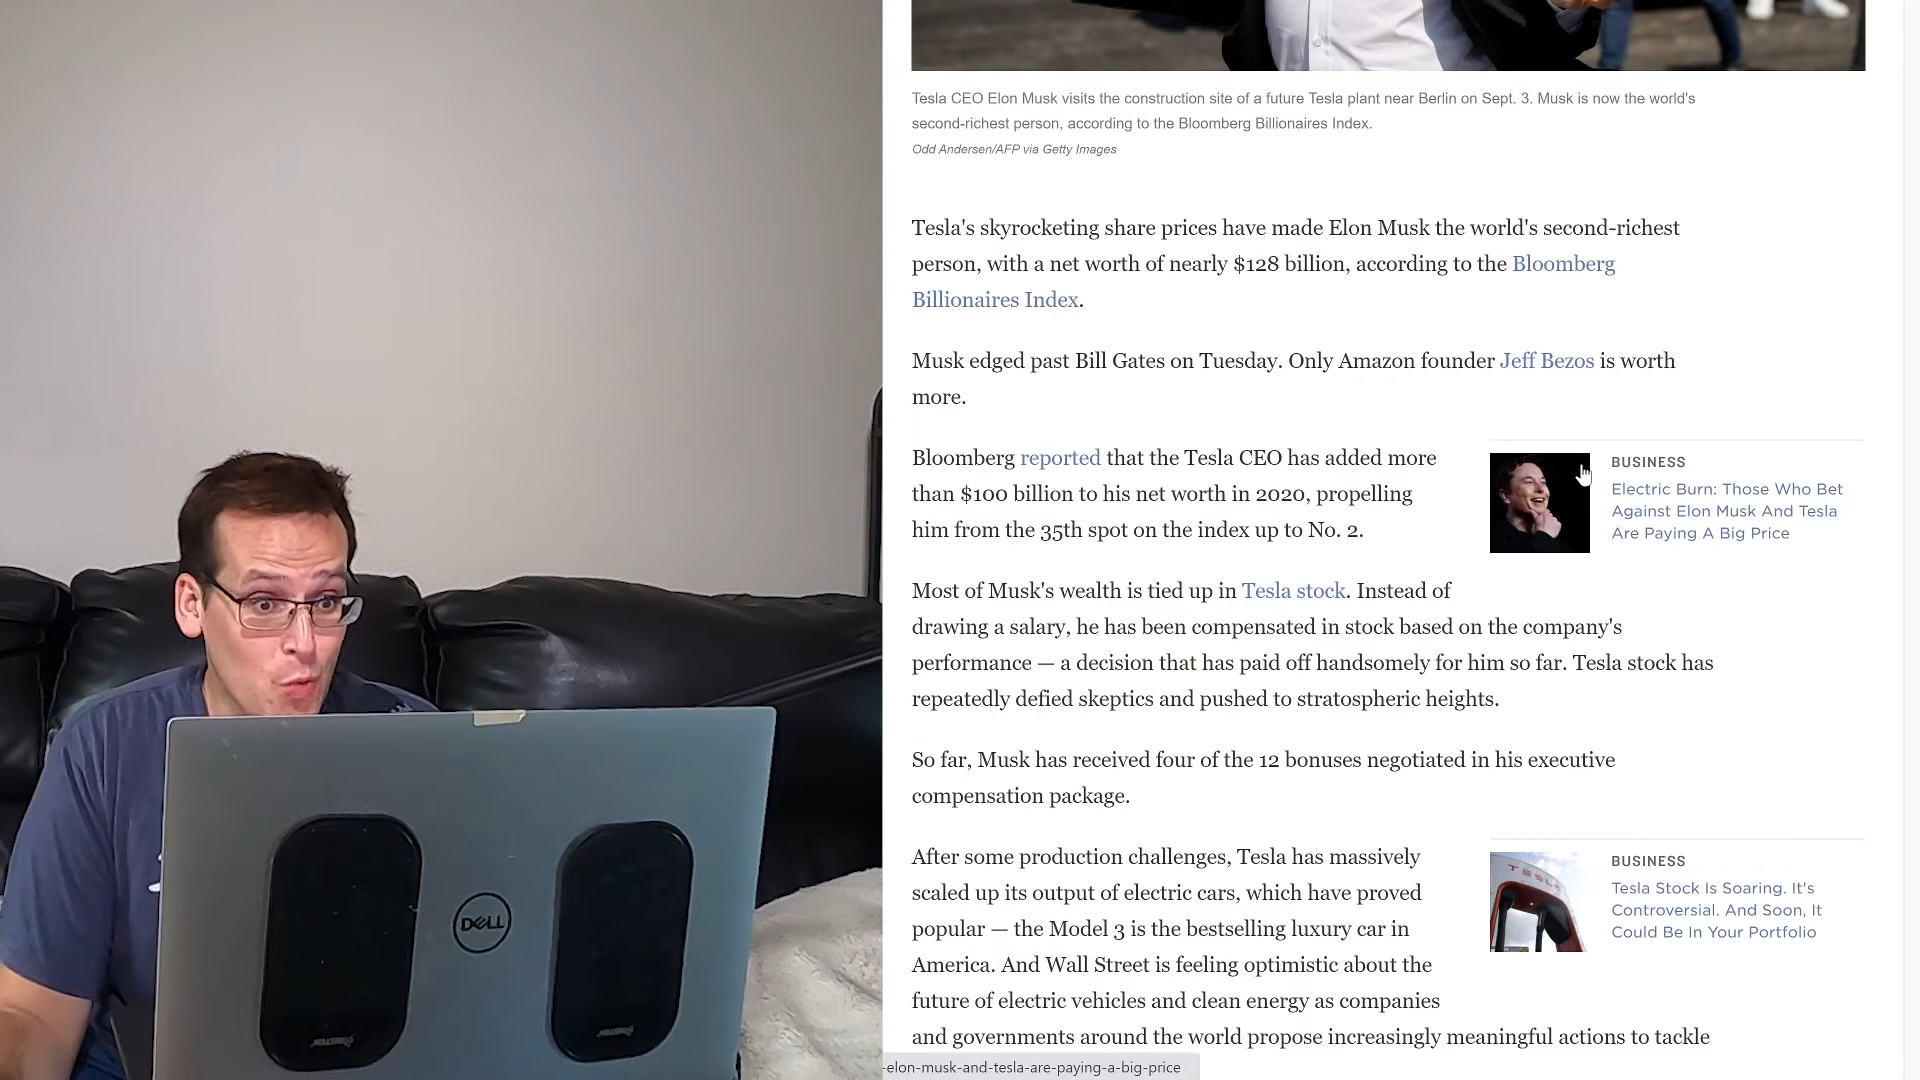 Tesla CEO Elon Musk visits the construction site of a future Tesla plant near Berlin on Sept. 3. Musk is now the world's
second-richest person, according to the Bloomberg Billionaires Index.
Odd Andersen/AFP via Getty Images
Tesla's skyrocketing share prices have made Elon Musk the world's second-richest
person, with a net worth of nearly $128 billion, according to the Bloomberg
Billionaires Index.
Musk edged past Bill Gates on Tuesday. Only Amazon founder Jeff Bezos is worth
more.
Bloomberg reported that the Tesla CEO has added more
than $100 billion to his net worth in 2020, propelling
him from the 35th spot on the index up to No. 2.
BUSINESS
Electric Burn: Those Who Bet
Against Elon Musk And Tesla
Are Paying A Big Price
Most of Musk's wealth is tied up in Tesla stock. Instead of
drawing a salary, he has been compensated in stock based on the company's
performance — a decision that has paid off handsomely for him so far. Tesla stock has
repeatedly defied skeptics and pushed to stratospheric heights.
So far, Musk has received four of the 12 bonuses negotiated in his executive
compensation package.
After some production challenges, Tesla has massively
scaled up its output of electric cars, which have proved
popular — the Model 3 is the bestselling luxury car in
America. And Wall Street is feeling optimistic about the
future of electric vehicles and clean energy as companies
and governments around the world propose increasingly meaningful actions to tackle
BUSINESS
Tesla Stock Is Soaring. It's
Controversial. And Soon, It
Could Be In Your Portfolio
-elon-musk-and-tesla-are-paying-a-big-price
DELL